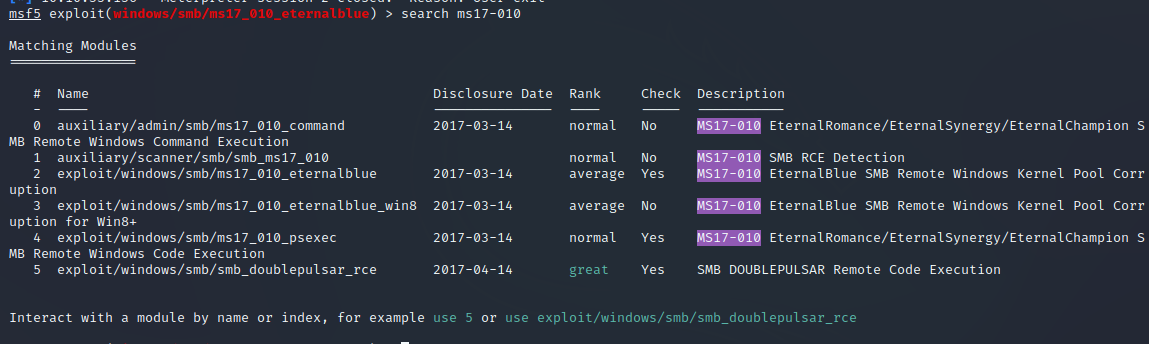 msf5 exploit(windows/smb/ms17_010_eternalblue) > search ms17-010
Matching Modules
================
# Name Disclosure Date Rank Check Description
- ---- --------------- ---- ----- -----------
0 auxiliary/admin/smb/ms17_010_command 2017-03-14 normal No MS17-010 EternalRomance/EternalSynergy/EternalChampion S
MB Remote Windows Command Execution
1 auxiliary/scanner/smb/smb_ms17_010 normal No MS17-010 SMB RCE Detection
2 exploit/windows/smb/ms17_010_eternalblue 2017-03-14 average Yes MS17-010 EternalBlue SMB Remote Windows Kernel Pool Corr
uption
3 exploit/windows/smb/ms17_010_eternalblue_win8 2017-03-14 average No MS17-010 EternalBlue SMB Remote Windows Kernel Pool Corr
uption for Win8+
4 exploit/windows/smb/ms17_010_psexec 2017-03-14 normal Yes MS17-010 EternalRomance/EternalSynergy/EternalChampion S
MB Remote Windows Code Execution
5 exploit/windows/smb/smb_doublepulsar_rce 2017-04-14 great Yes SMB DOUBLEPULSAR Remote Code Execution
Interact with a module by name or index, for example use 5 or use exploit/windows/smb/smb_doublepulsar_rce